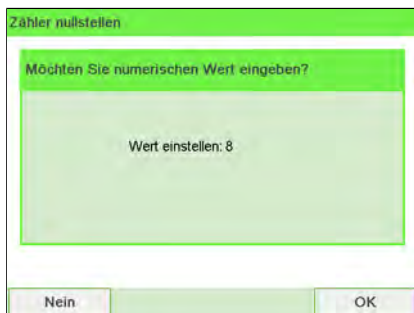 Zähler nullstellen
Möchten Sie numerischen Wert eingeben?
Wert einstellen: 8
Nein
OK